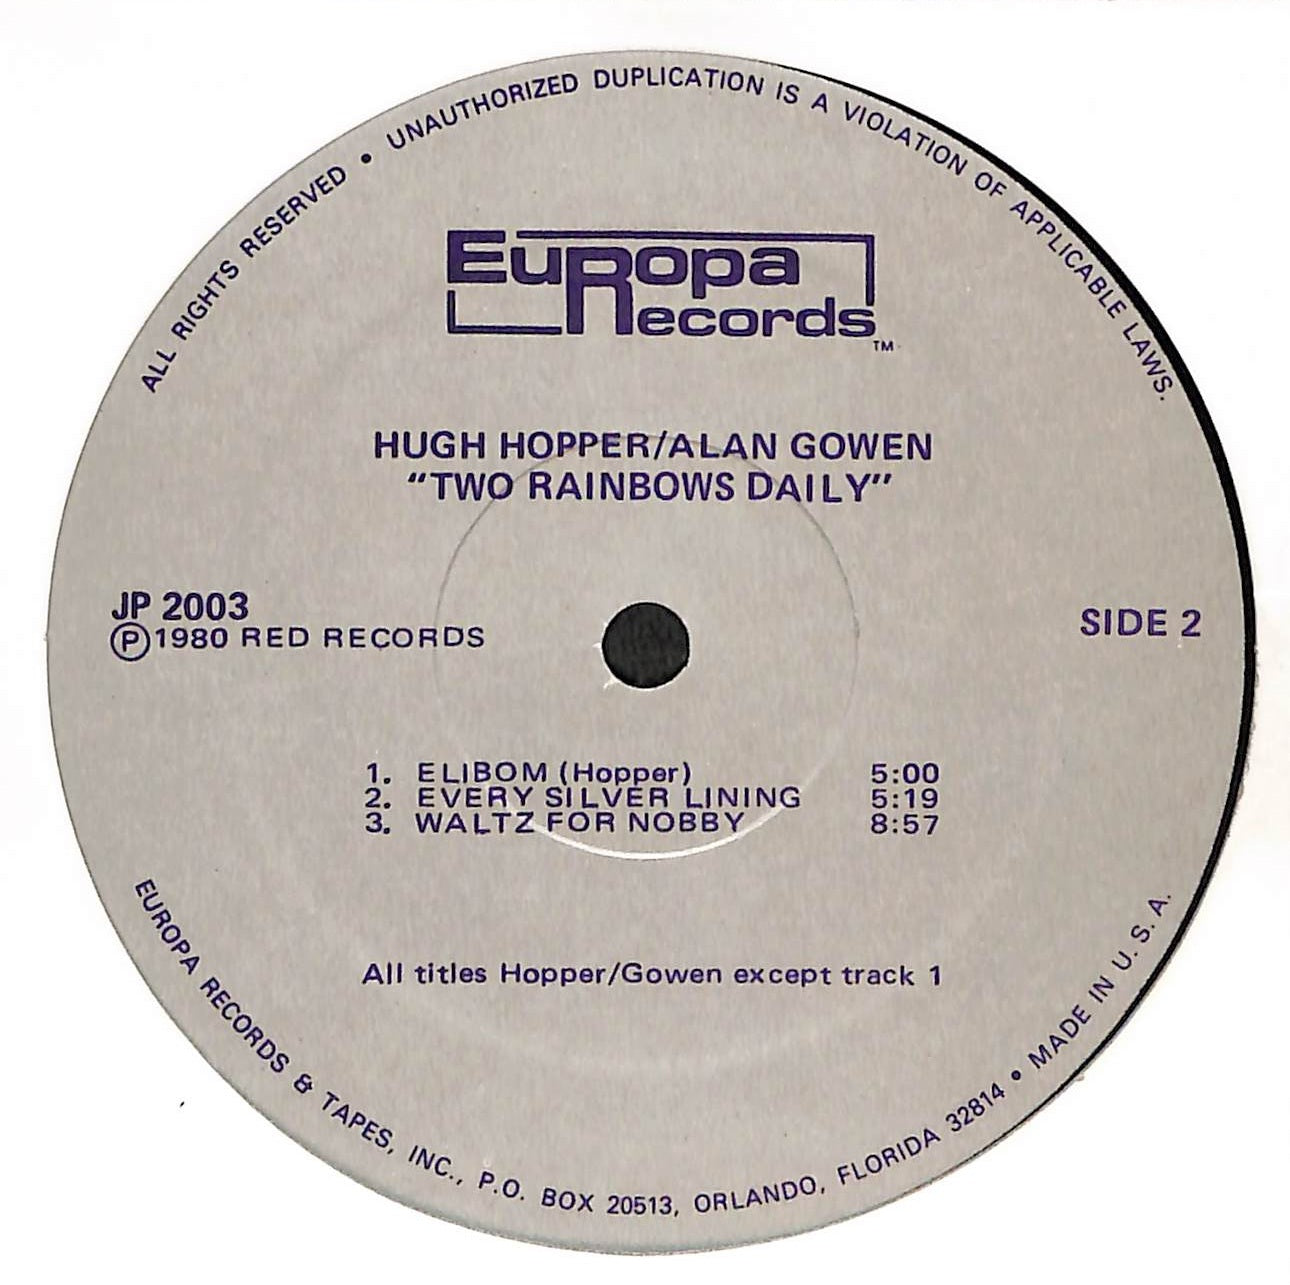 ALL RIGHTS RESERVED • UNAUTHORIZED DUPLICATION IS A VIOLATION OF APPLICABLE LAWS.
EuRopa
Records
TM
HUGH HOPPER/ALAN GOWEN
“TWO RAINBOWS DAILY”
JP 2003
Ⓟ1980 RED RECORDS
SIDE 2
1. ELIBOM (Hopper) 5:00
2. EVERY SILVER LINING 5:19
3. WALTZ FOR NOBBY 8:57
All titles Hopper/Gowen except track 1
EUROPA RECORDS & TAPES, INC., P.O. BOX 20513, ORLANDO, FLORIDA 32814 • MADE IN U. S. A.